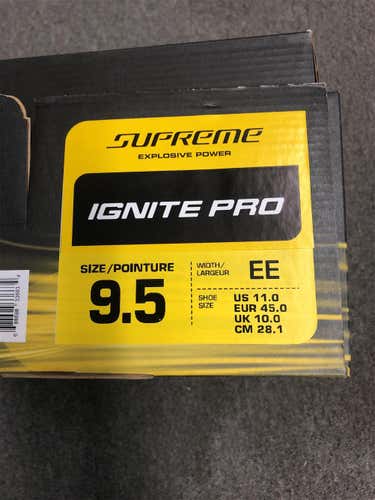 SUPREME
EXPLOSIVE POWER
IGNITE PRO
SIZE/POINTURE
9.5
WIDTH/
LARGEUR
EE
SHOE
SIZE
US 11.0
EUR 45.0
UK 10.0
CM 28.1